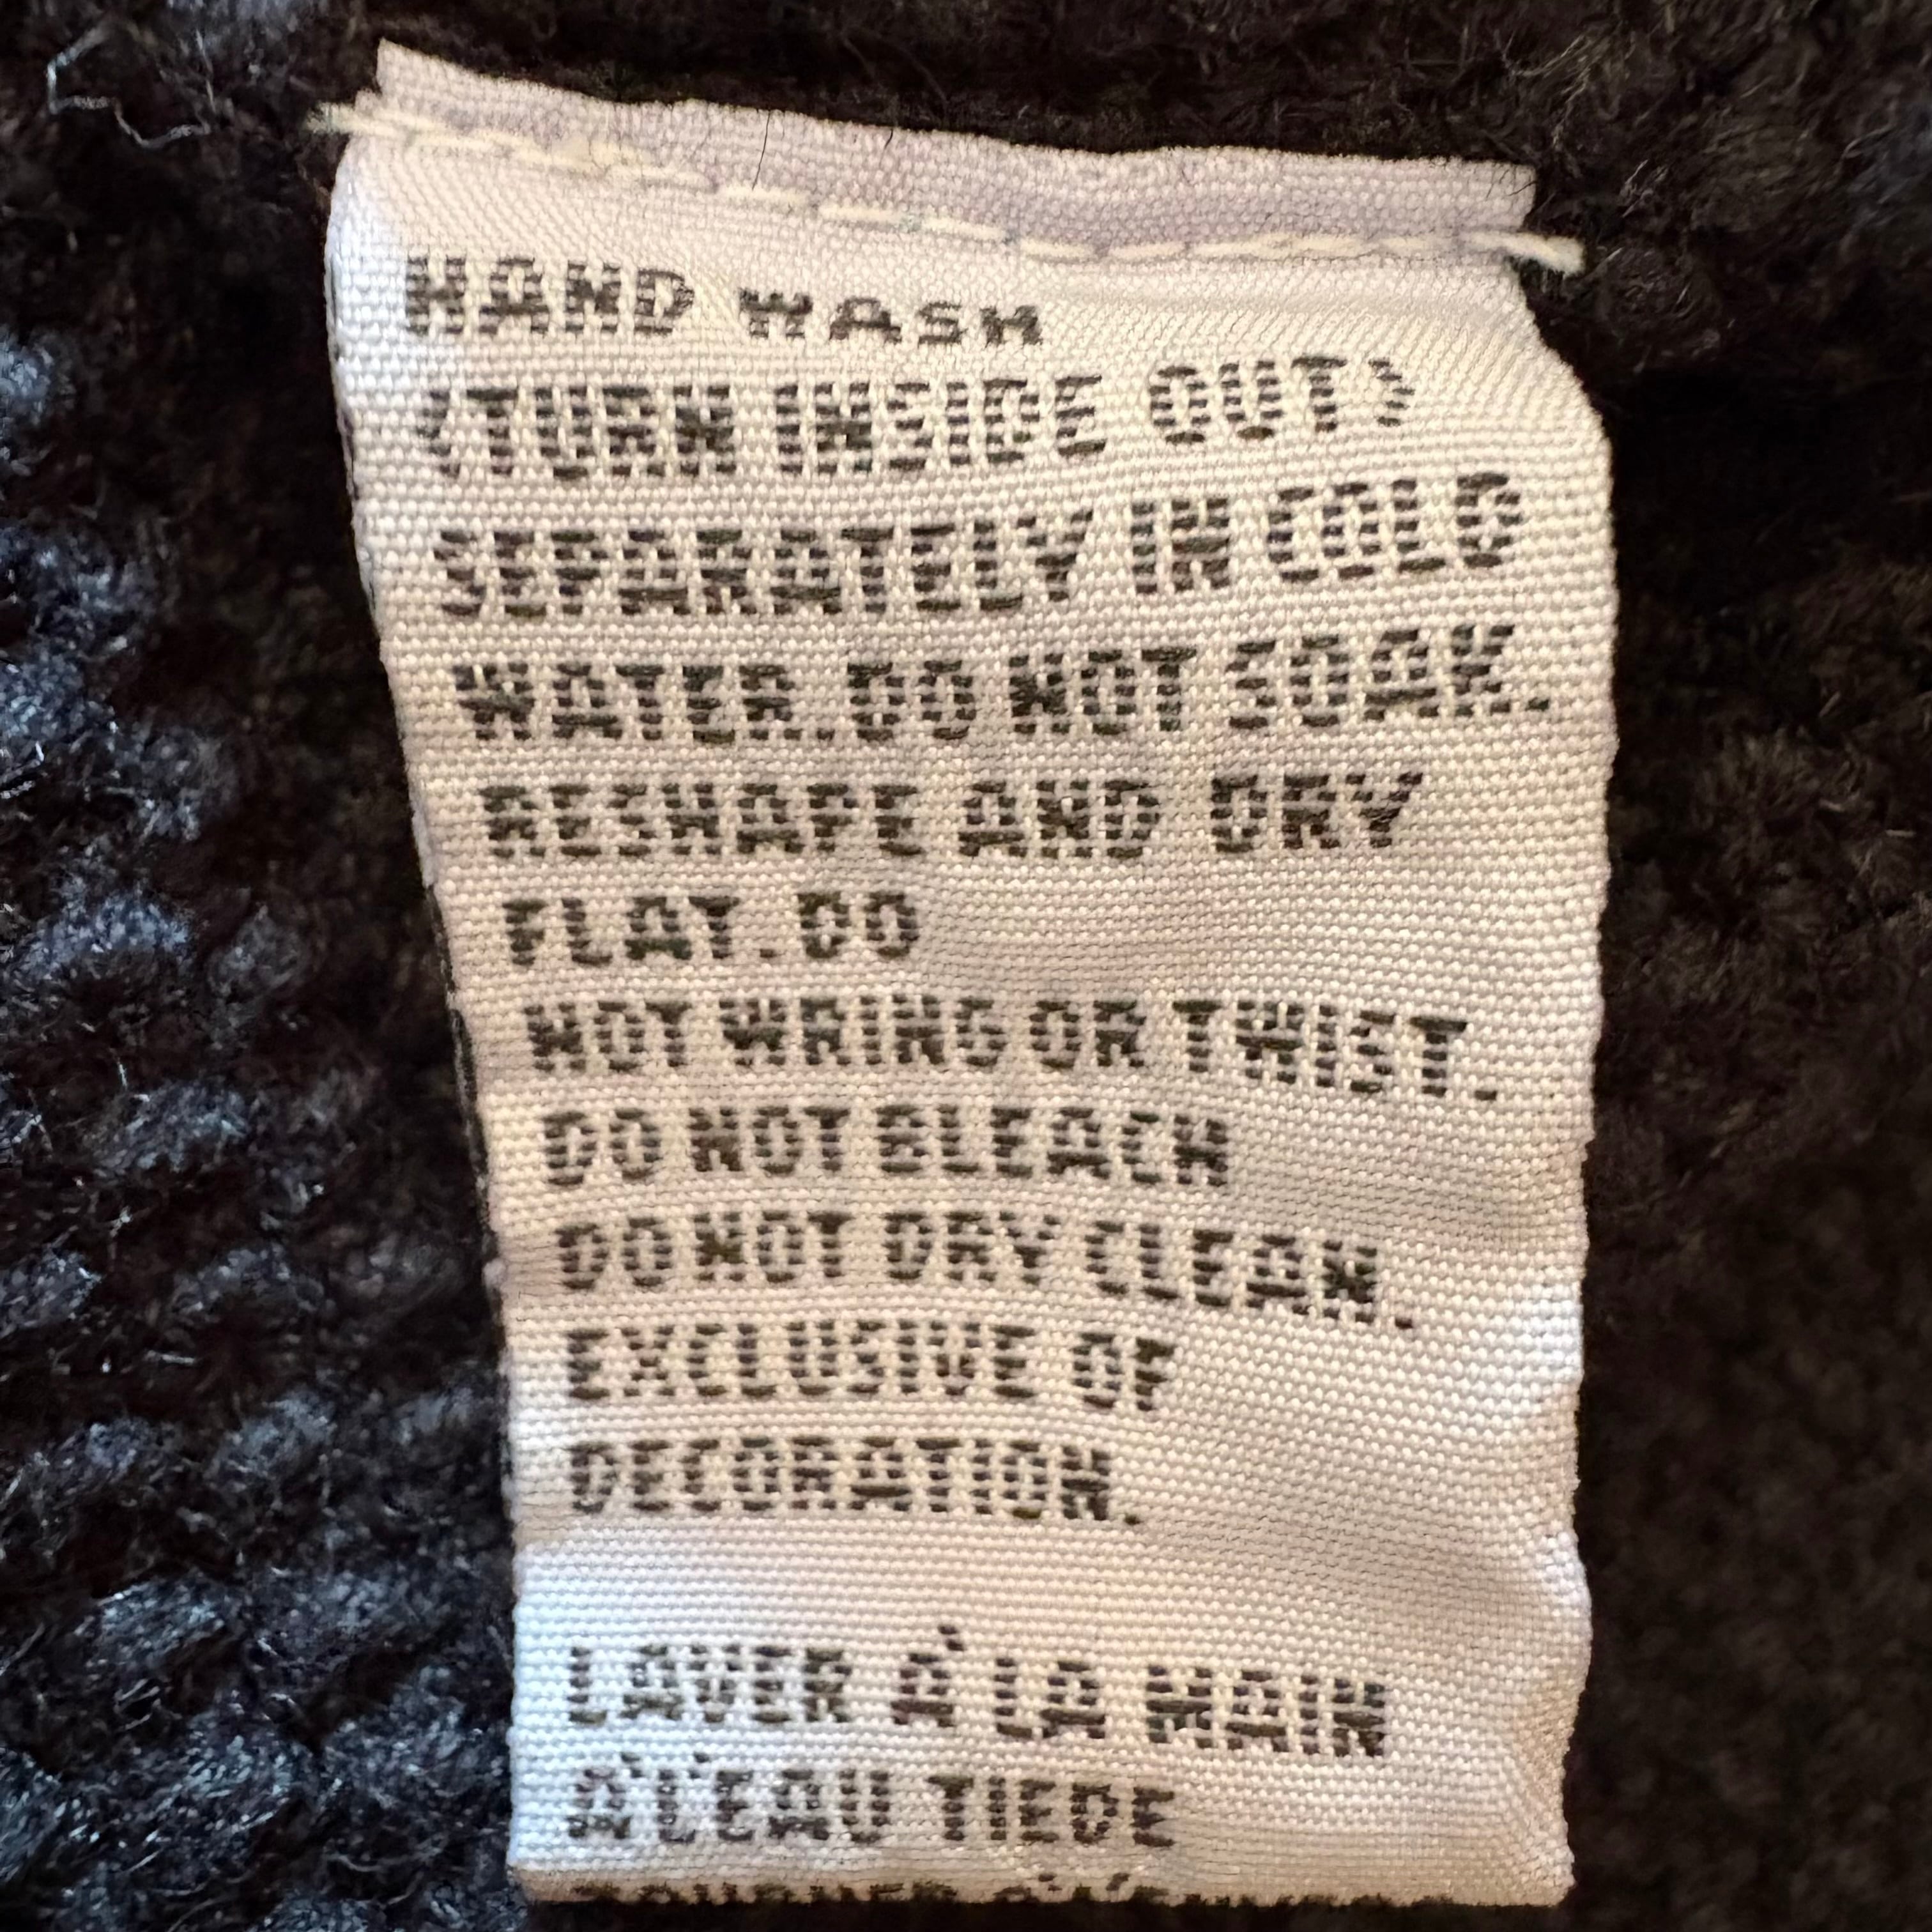 HAND WASH
(TURN INSIDE OUT)
SEPARATELY IN COLD
WATER.DO NOT SOAK.
RESHAPE AND DRY
FLAT.DO
NOT WRING OR TWIST.
DO NOT BLEACH
DO NOT DRY CLEAN.
EXCLUSIVE OF
DECORATION.
LAVER À LA MAIN
À L'EAU TIEDE